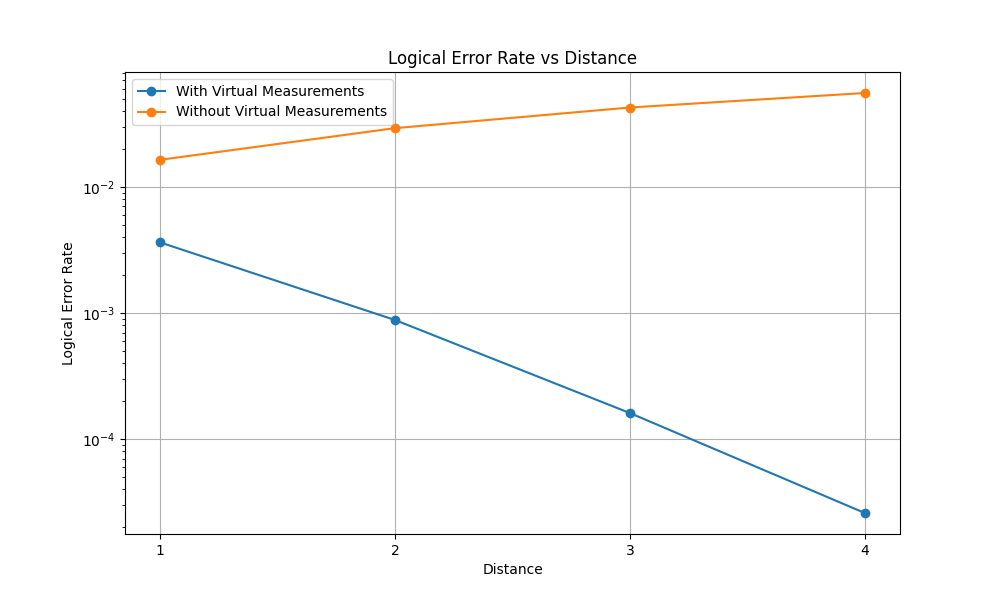 Logical Error Rate vs Distance
With Virtual Measurements
Without Virtual Measurements
10⁻²
10⁻³
10⁻⁴
Logical Error Rate
1 2 3 4
Distance